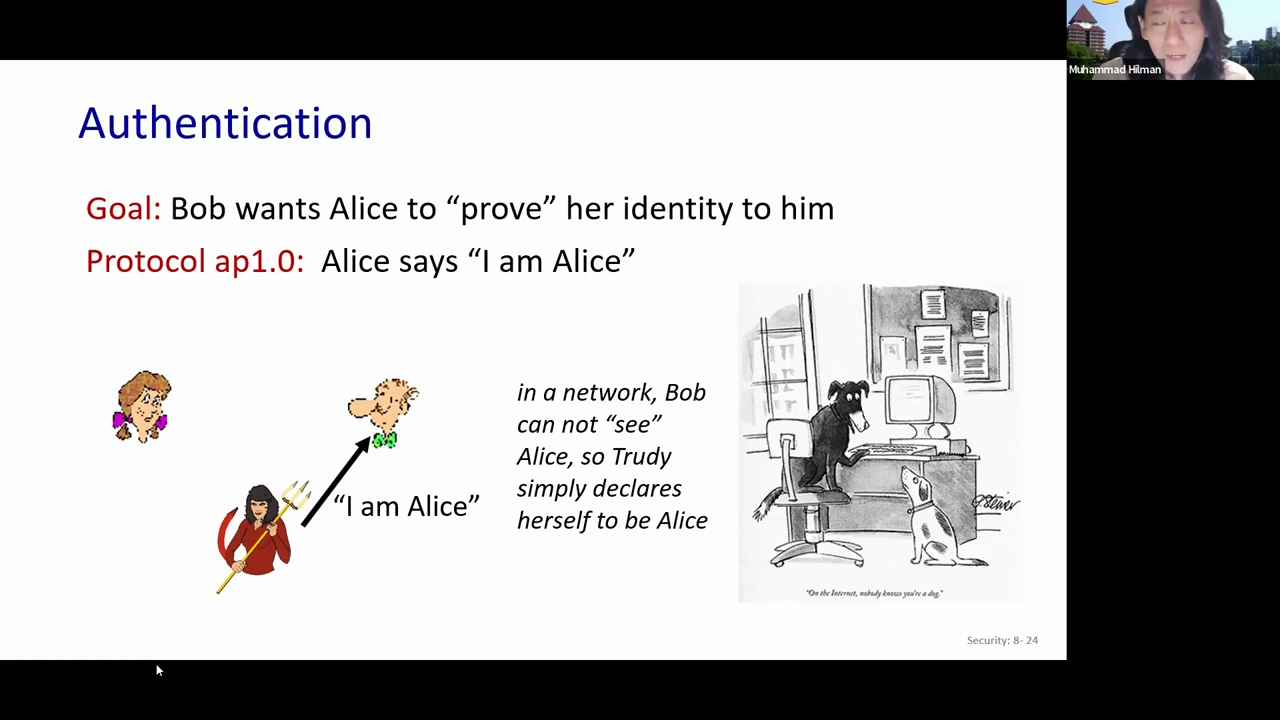 Muhammad Hilman
Authentication
Goal: Bob wants Alice to “prove” her identity to him
Protocol ap1.0: Alice says “I am Alice”
in a network, Bob
can not “see”
Alice, so Trudy
simply declares
herself to be Alice
“I am Alice”
P. Steiner
"On the Internet, nobody knows you're a dog."
Security: 8- 24